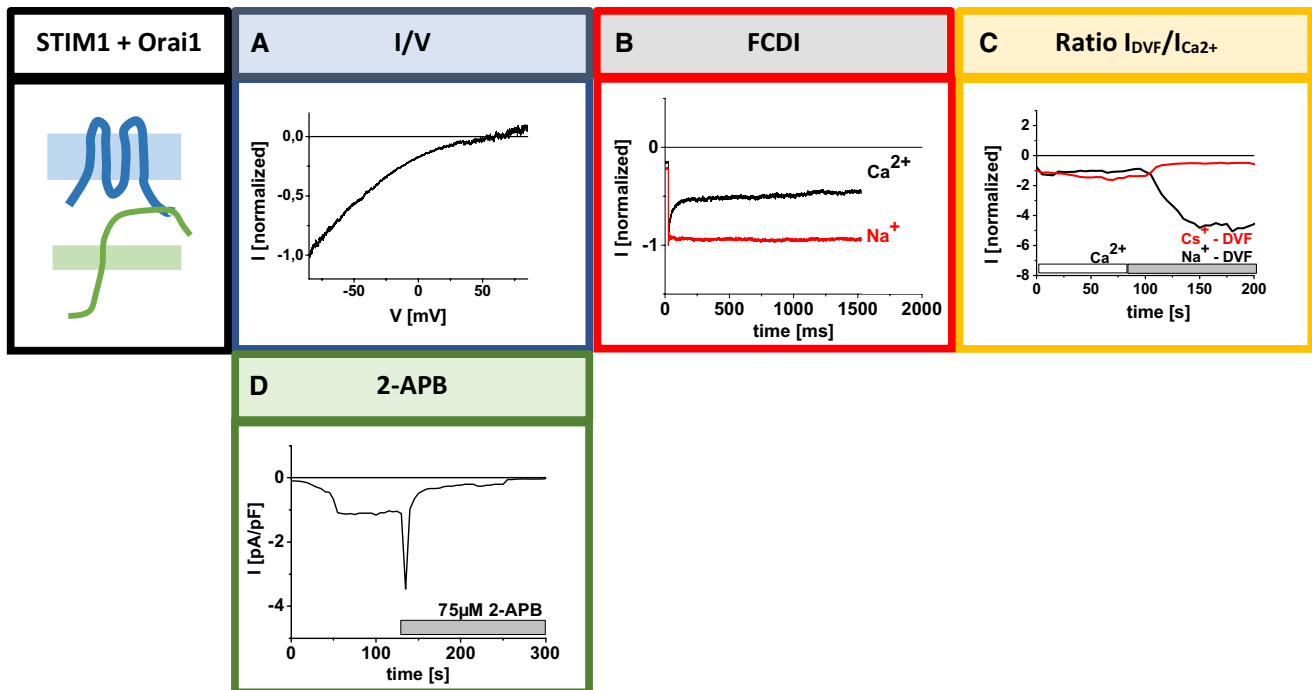 STIM1 + Orai1
A I/V
I [normalized]
0,0
-0,5
-1,0
-50 0 50
V [mV]
B FCDI
I [normalized]
0
-1
Ca2+
Na+
0 500 1000 1500 2000
time [ms]
C Ratio IDVF/ICa2+
I [normalized]
2
0
-2
-4
-6
-8
Cs+ - DVF
Ca2+ Na+ - DVF
0 50 100 150 200
time [s]
D 2-APB
I [pA/pF]
0
-2
-4
75µM 2-APB
0 100 200 300
time [s]